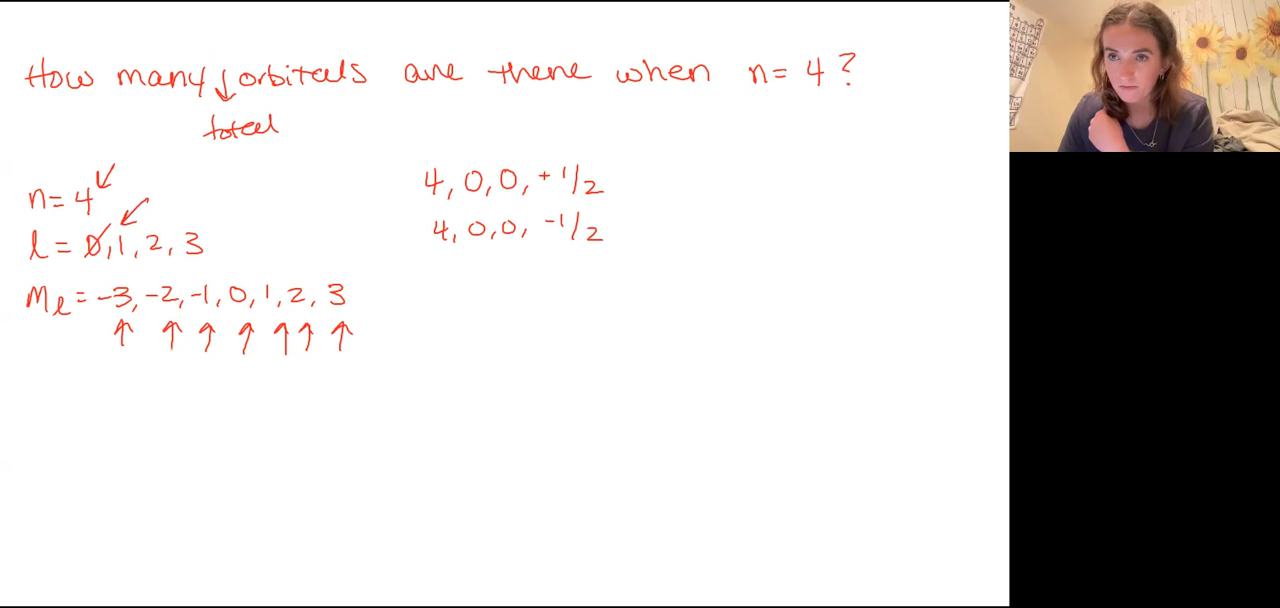 How many ↓ orbitals are there when n = 4 ?
total
n = 4
l = 0, 1, 2, 3
Ml = -3, -2, -1, 0, 1, 2, 3
4, 0, 0, +1/2
4, 0, 0, -1/2